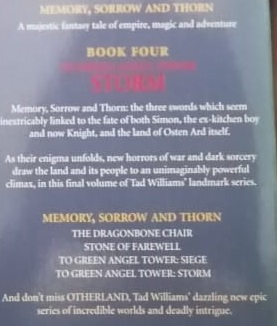 MEMORY, SORROW AND THORN
A majestic fantasy tale of empire, magic and adventure
BOOK FOUR
STORM
Memory, Sorrow and Thorn: the three swords which seem
inextricably linked to the fate of both Simon, the ex-kitchen boy
and now Knight, and the land of Osten Ard itself.
As their enigma unfolds, new horrors of war and dark sorcery
draw the land and its people to an unimaginably powerful
climax, in this final volume of Tad Williams' landmark series.
MEMORY, SORROW AND THORN
THE DRAGONBONE CHAIR
STONE OF FAREWELL
TO GREEN ANGEL TOWER: SIEGE
TO GREEN ANGEL TOWER: STORM
And don't miss OTHERLAND, Tad Williams' dazzling new epic
series of incredible worlds and deadly intrigue.